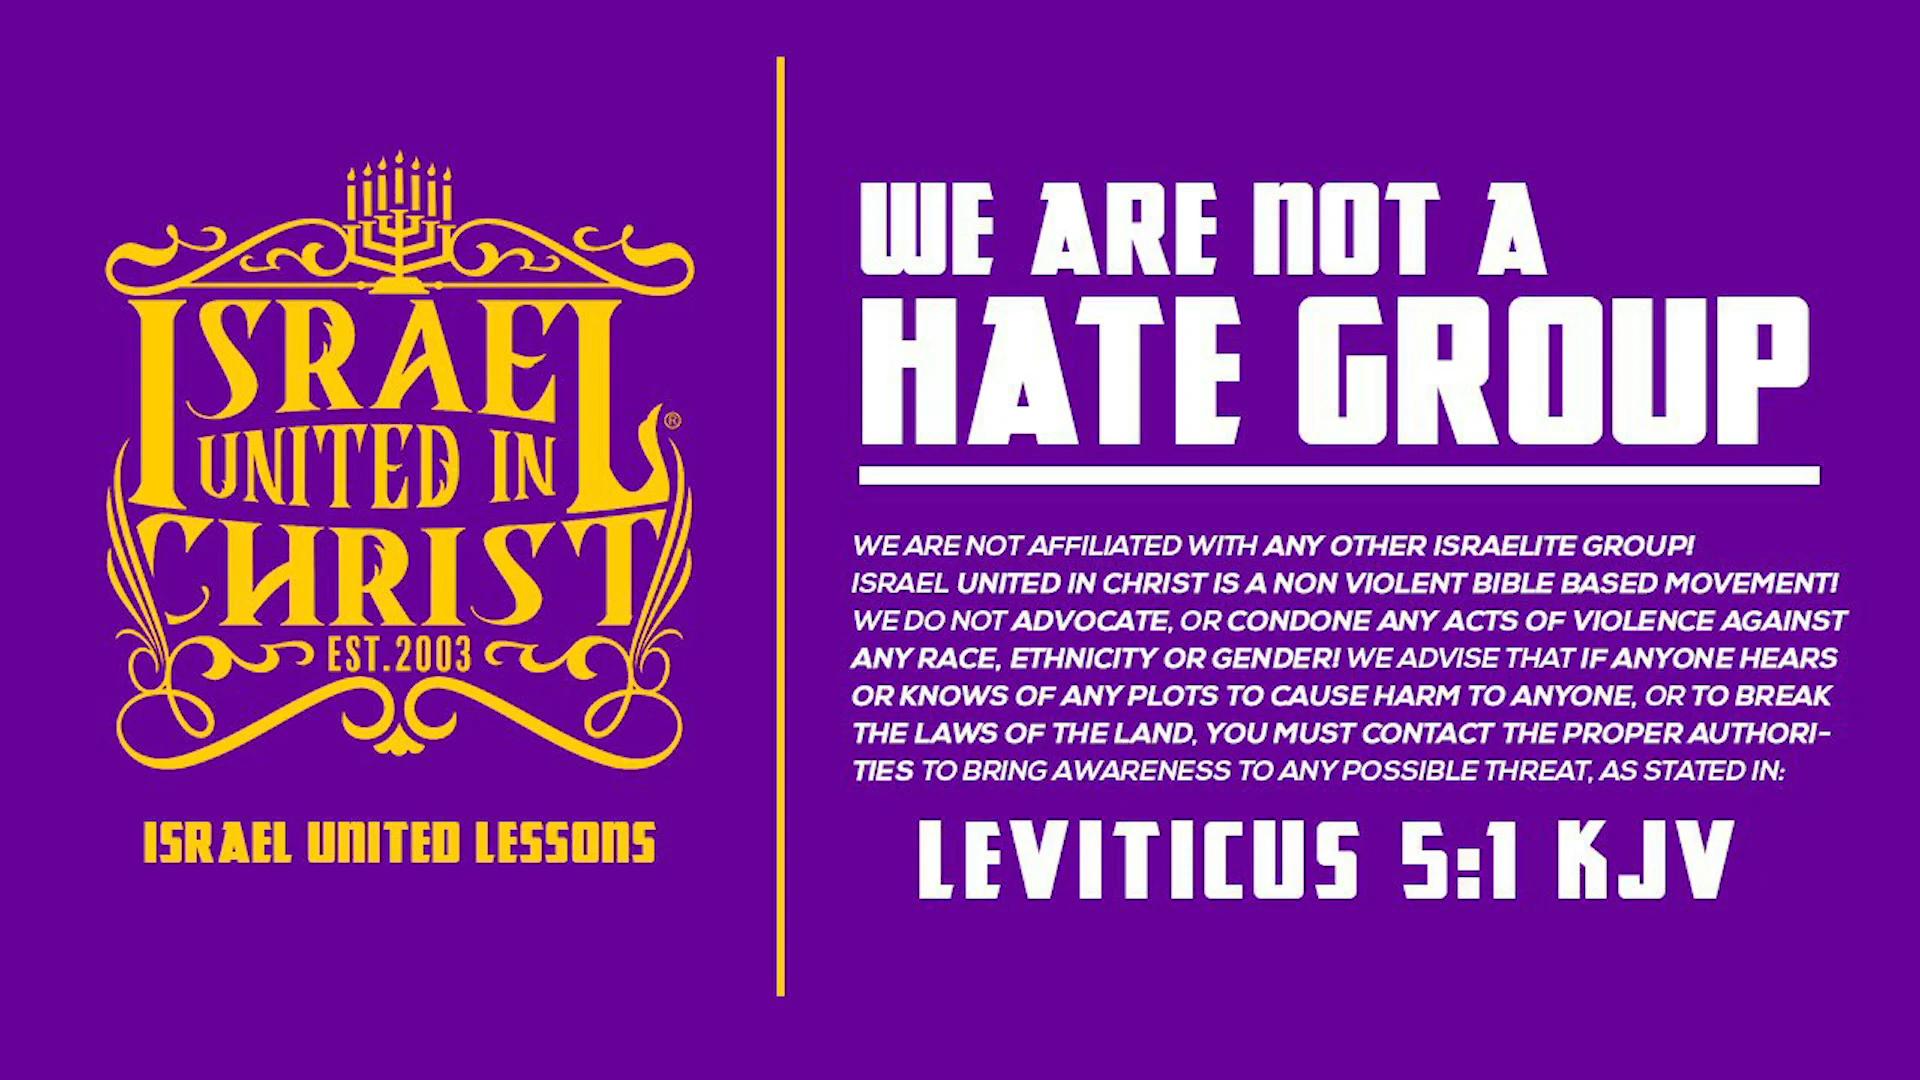 ISRAEL
UNITED IN
CHRIST
®
EST.2003
ISRAEL UNITED LESSONS
WE ARE NOT A
HATE GROUP
WE ARE NOT AFFILIATED WITH ANY OTHER ISRAELITE GROUP!
ISRAEL UNITED IN CHRIST IS A NON VIOLENT BIBLE BASED MOVEMENT!
WE DO NOT ADVOCATE, OR CONDONE ANY ACTS OF VIOLENCE AGAINST
ANY RACE, ETHNICITY OR GENDER! WE ADVISE THAT IF ANYONE HEARS
OR KNOWS OF ANY PLOTS TO CAUSE HARM TO ANYONE, OR TO BREAK
THE LAWS OF THE LAND, YOU MUST CONTACT THE PROPER AUTHORI-
TIES TO BRING AWARENESS TO ANY POSSIBLE THREAT, AS STATED IN:
LEVITICUS 5:1 KJV